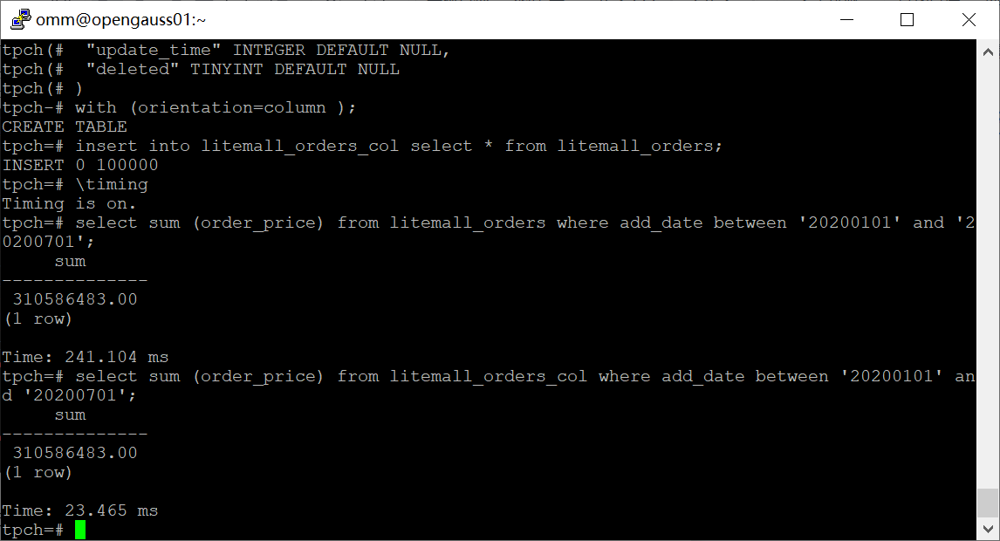 omm@opengauss01:~
tpch(#  "update_time" INTEGER DEFAULT NULL,
tpch(#  "deleted" TINYINT DEFAULT NULL
tpch(# )
tpch-# with (orientation=column );
CREATE TABLE
tpch=# insert into litemall_orders_col select * from litemall_orders;
INSERT 0 100000
tpch=# \timing
Timing is on.
tpch=# select sum (order_price) from litemall_orders where add_date between '20200101' and '2
0200701';
     sum
--------------
 310586483.00
(1 row)

Time: 241.104 ms
tpch=# select sum (order_price) from litemall_orders_col where add_date between '20200101' an
d '20200701';
     sum
--------------
 310586483.00
(1 row)

Time: 23.465 ms
tpch=#